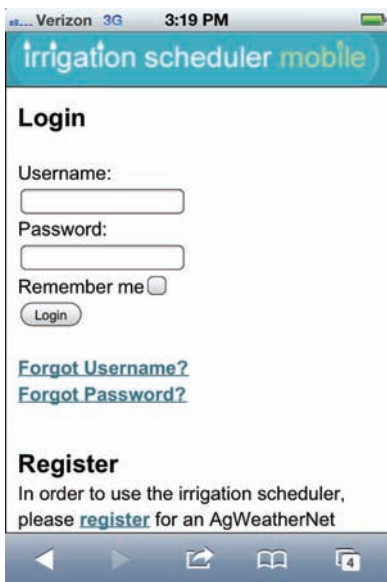 Verizon 3G 3:19 PM
irrigation scheduler mobile
Login
Username:
Password:
Remember me
Login
Forgot Username?
Forgot Password?
Register
In order to use the irrigation scheduler,
please register for an AgWeatherNet
4